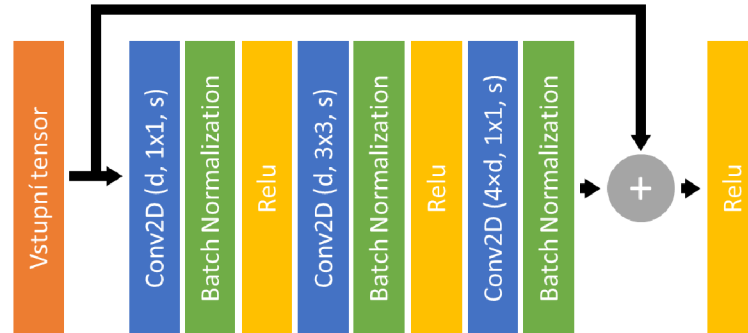 Vstupní tensor
Conv2D (d, 1x1, s)
Batch Normalization
Relu
Conv2D (d, 3x3, s)
Batch Normalization
Relu
Conv2D (4×d, 1x1, s)
Batch Normalization
+
Relu